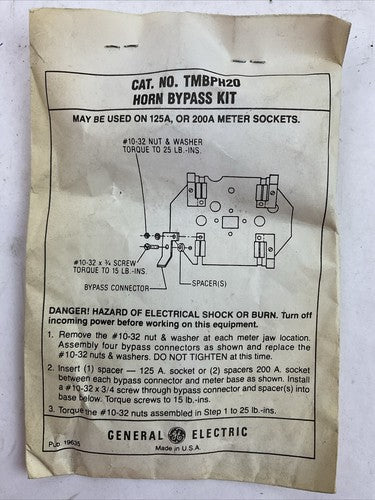 CAT. NO. TMBPH20
HORN BYPASS KIT
MAY BE USED ON 125A, OR 200A METER SOCKETS.
#10-32 NUT & WASHER
TORQUE TO 25 LB.-INS.
#10-32 x ¾ SCREW
TORQUE TO 15 LB.-INS.
BYPASS CONNECTOR
SPACER(S)
DANGER! HAZARD OF ELECTRICAL SHOCK OR BURN. Turn off
incoming power before working on this equipment.
1. Remove the #10-32 nut & washer at each meter jaw location.
Assembly four bypass connectors as shown and replace the
#10-32 nuts & washers. DO NOT TIGHTEN at this time.
2. Insert (1) spacer — 125 A. socket or (2) spacers 200 A. socket
between each bypass connector and meter base as shown. Install
a #10-32 x 3/4 screw through bypass connector and spacer(s) into
base below. Torque screws to 15 lb.-ins.
3. Torque the #10-32 nuts assembled in Step 1 to 25 lb.-ins.
GENERAL GE ELECTRIC
Made in U.S.A.
Pub. 19635